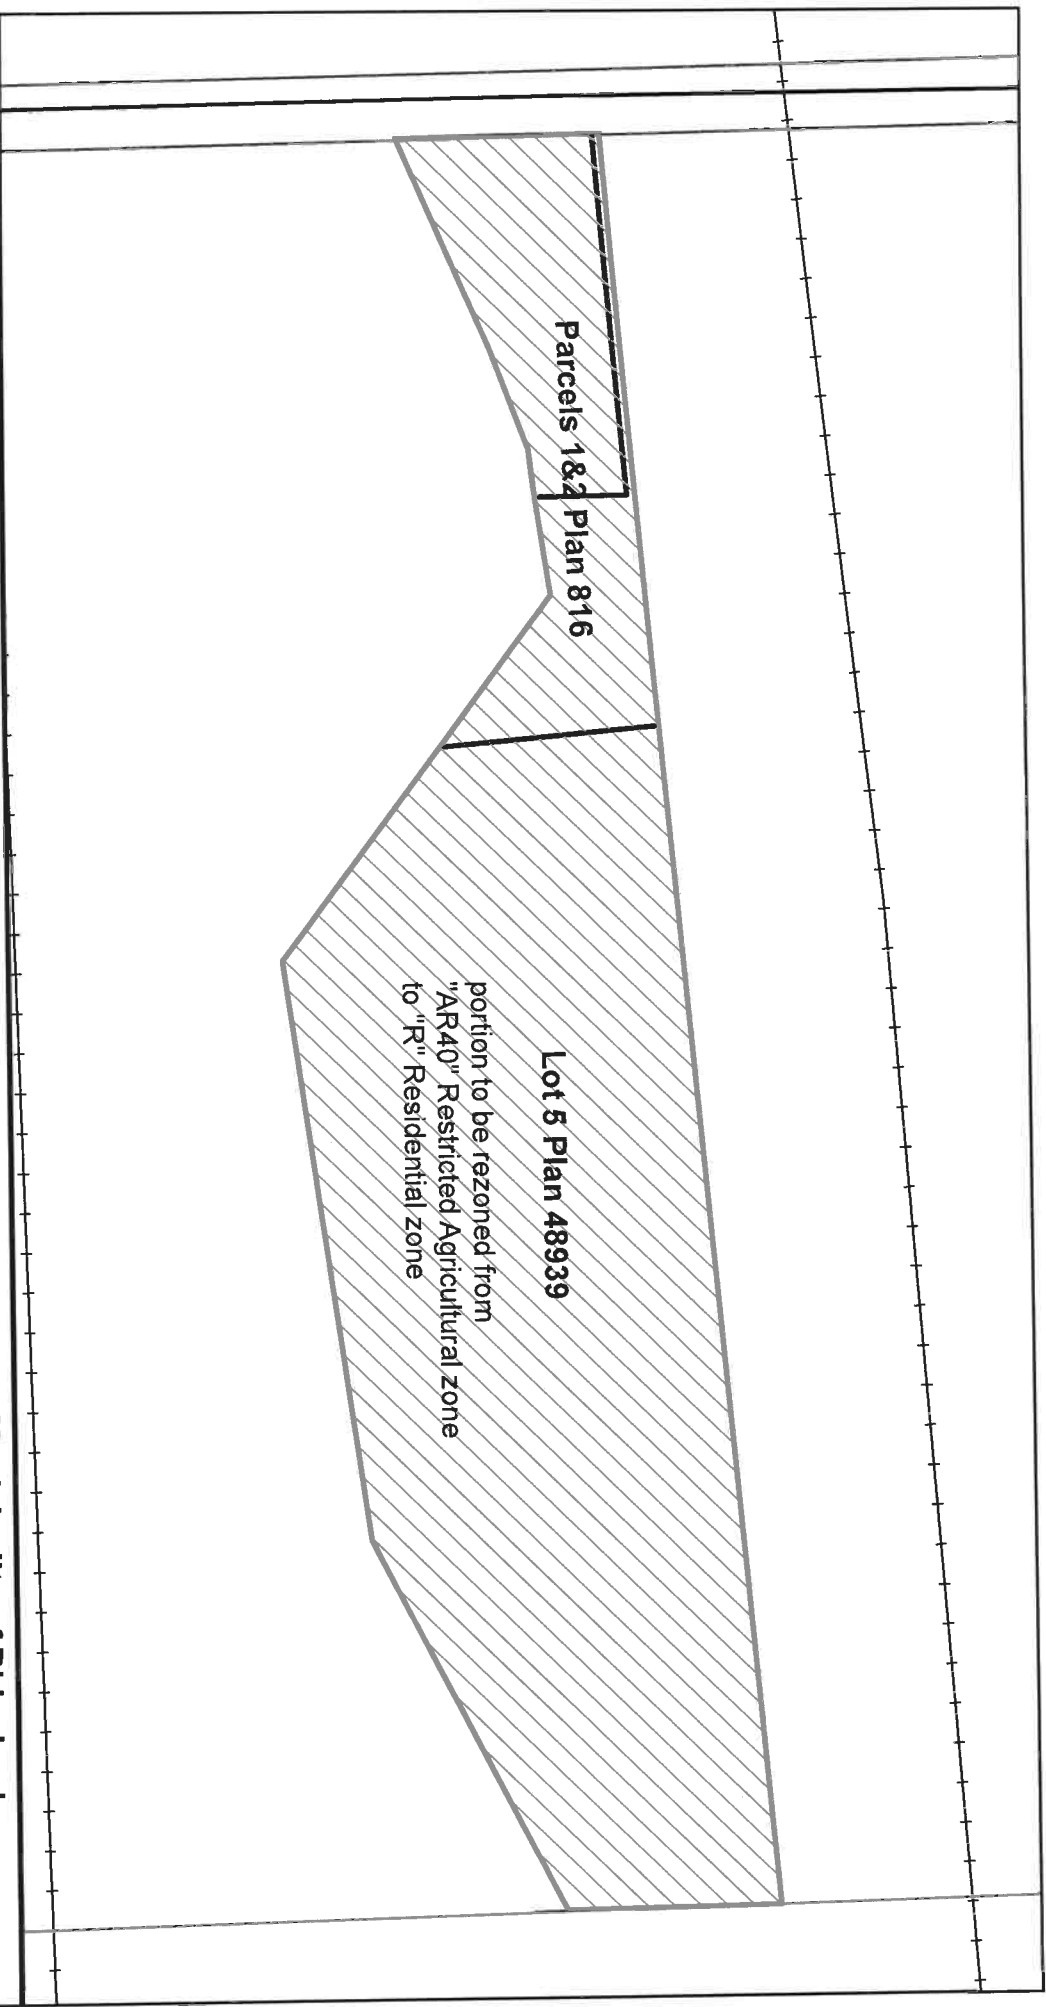 Parcels 1&2 Plan 816
Lot 5 Plan 48939
portion to be rezoned from
"AR40" Restricted Agricultural zone
to "R" Residential zone